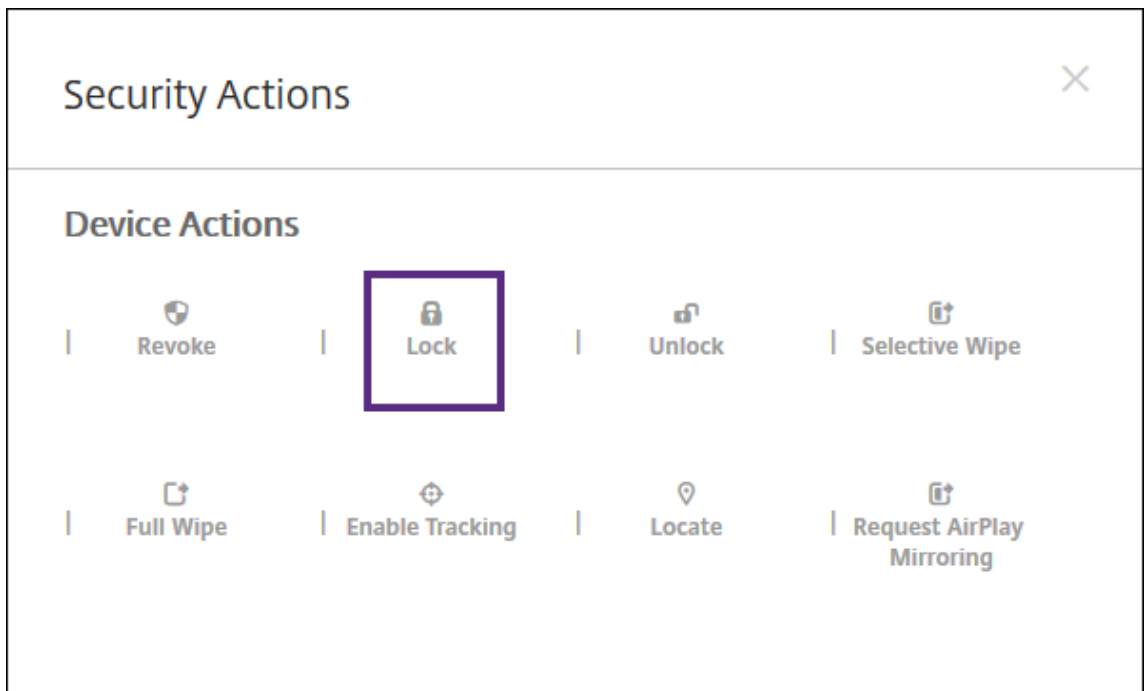 Security Actions
Device Actions
Revoke
Lock
Unlock
Selective Wipe
Full Wipe
Enable Tracking
Locate
Request AirPlay
Mirroring